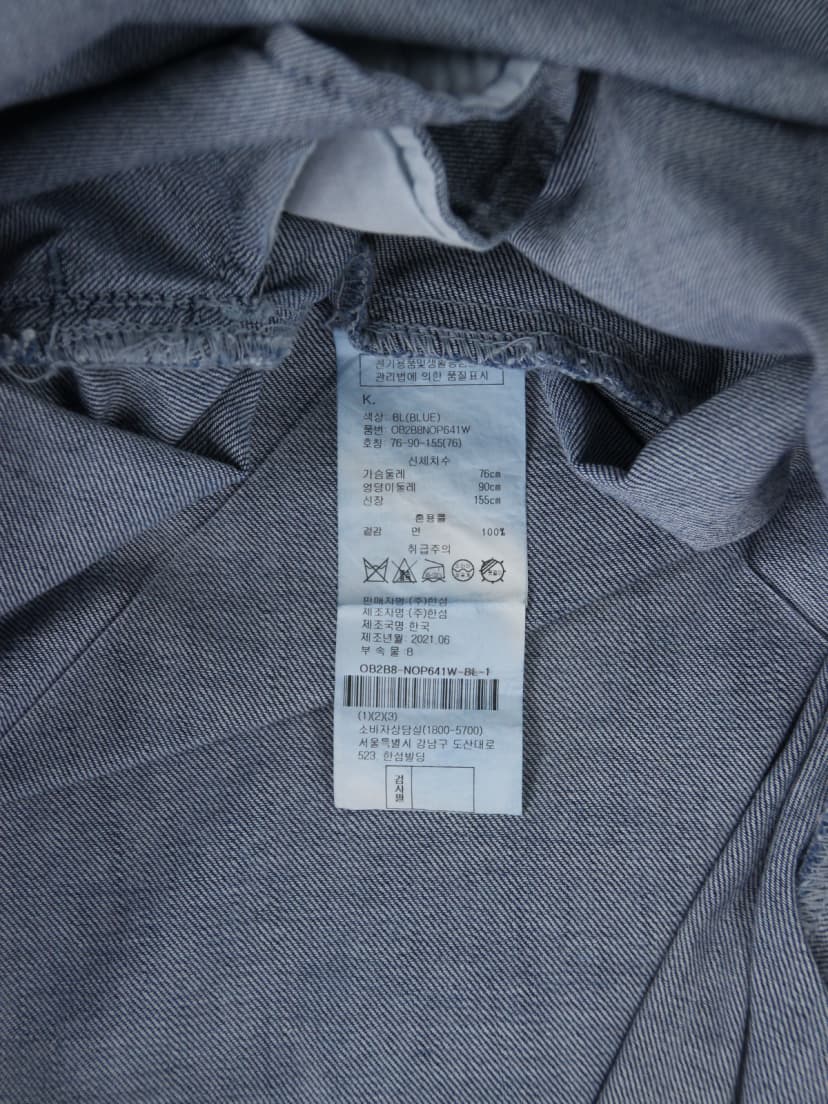 전기용품및생활용품안전
관리법에 의한 품질표시
K.
색상: BL(BLUE)
품번: OB2B8NOP641W
호칭: 76-90-155(76)
신체치수
가슴둘레 76cm
엉덩이둘레 90cm
신장 155cm
혼용률
겉감 면 100%
취급주의
판매자명:(주)한섬
제조자명:(주)한섬
제조국명 한국
제조년월: 2021.06
부 속 물:B
OB2B8-NOP641W-BL-1
(1)(2)(3)
소비자상담실(1800-5700)
서울특별시 강남구 도산대로
523 한섬빌딩
검사필